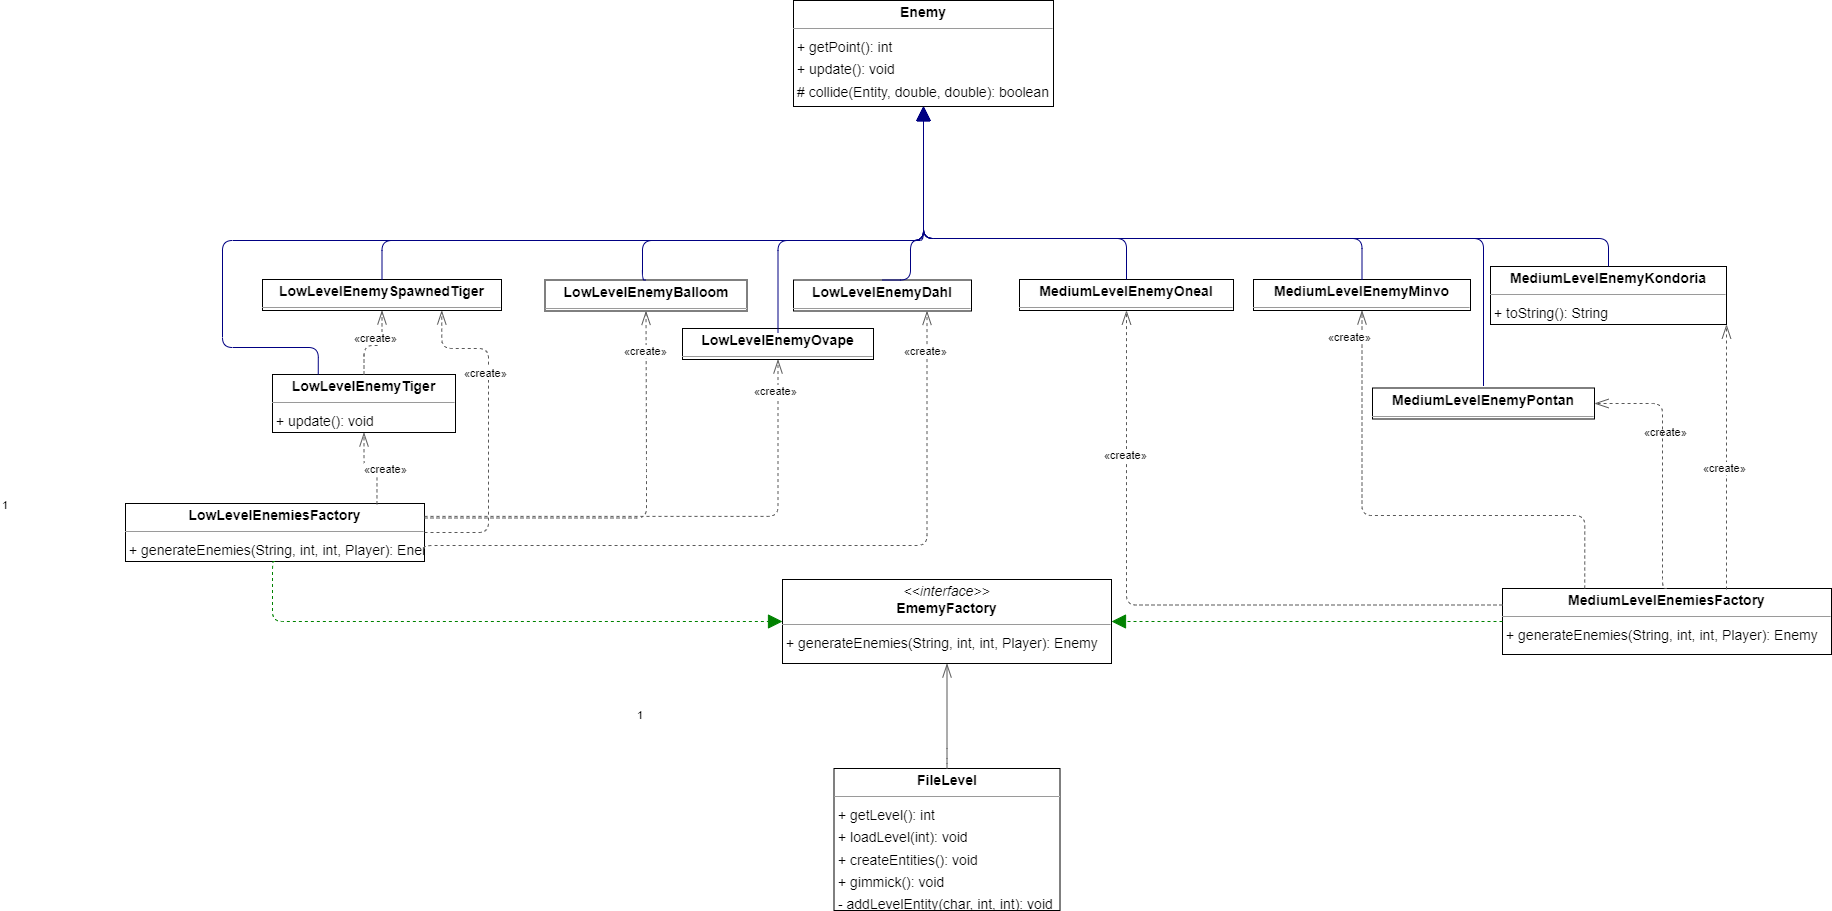 Enemy
+ getPoint(): int
+ update(): void
# collide(Entity, double, double): boolean
LowLevelEnemySpawnedTiger
LowLevelEnemyBalloom
LowLevelEnemyDahl
MediumLevelEnemyOneal
MediumLevelEnemyMinvo
MediumLevelEnemyKondoria
+ toString(): String
«create»
«create»
«create»
«create»
LowLevelEnemyOvape
«create»
«create»
LowLevelEnemyTiger
+ update(): void
MediumLevelEnemyPontan
«create»
«create»
«create»
«create»
1
LowLevelEnemiesFactory
+ generateEnemies(String, int, int, Player): Ene
<<interface>>
EmemyFactory
+ generateEnemies(String, int, int, Player): Enemy
MediumLevelEnemiesFactory
+ generateEnemies(String, int, int, Player): Enemy
1
FileLevel
+ getLevel(): int
+ loadLevel(int): void
+ createEntities(): void
+ gimmick(): void
- addLevelEntity(char, int, int): void